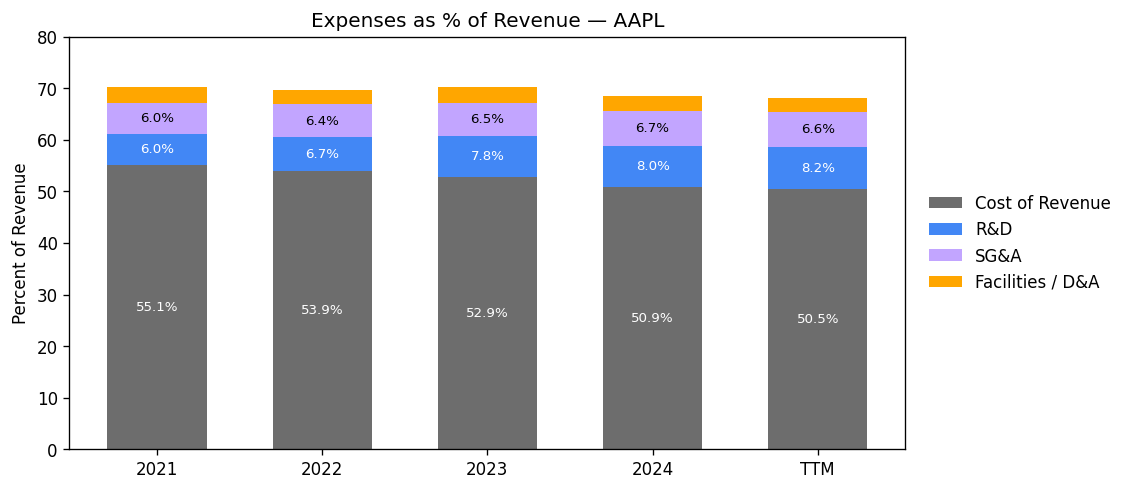 Expenses as % of Revenue — AAPL
Percent of Revenue
80
70
60
50
40
30
20
10
0
6.0% 6.4% 6.5% 6.7% 6.6%
6.0% 6.7% 7.8% 8.0% 8.2%
55.1% 53.9% 52.9% 50.9% 50.5%
2021 2022 2023 2024 TTM
Cost of Revenue
R&D
SG&A
Facilities / D&A